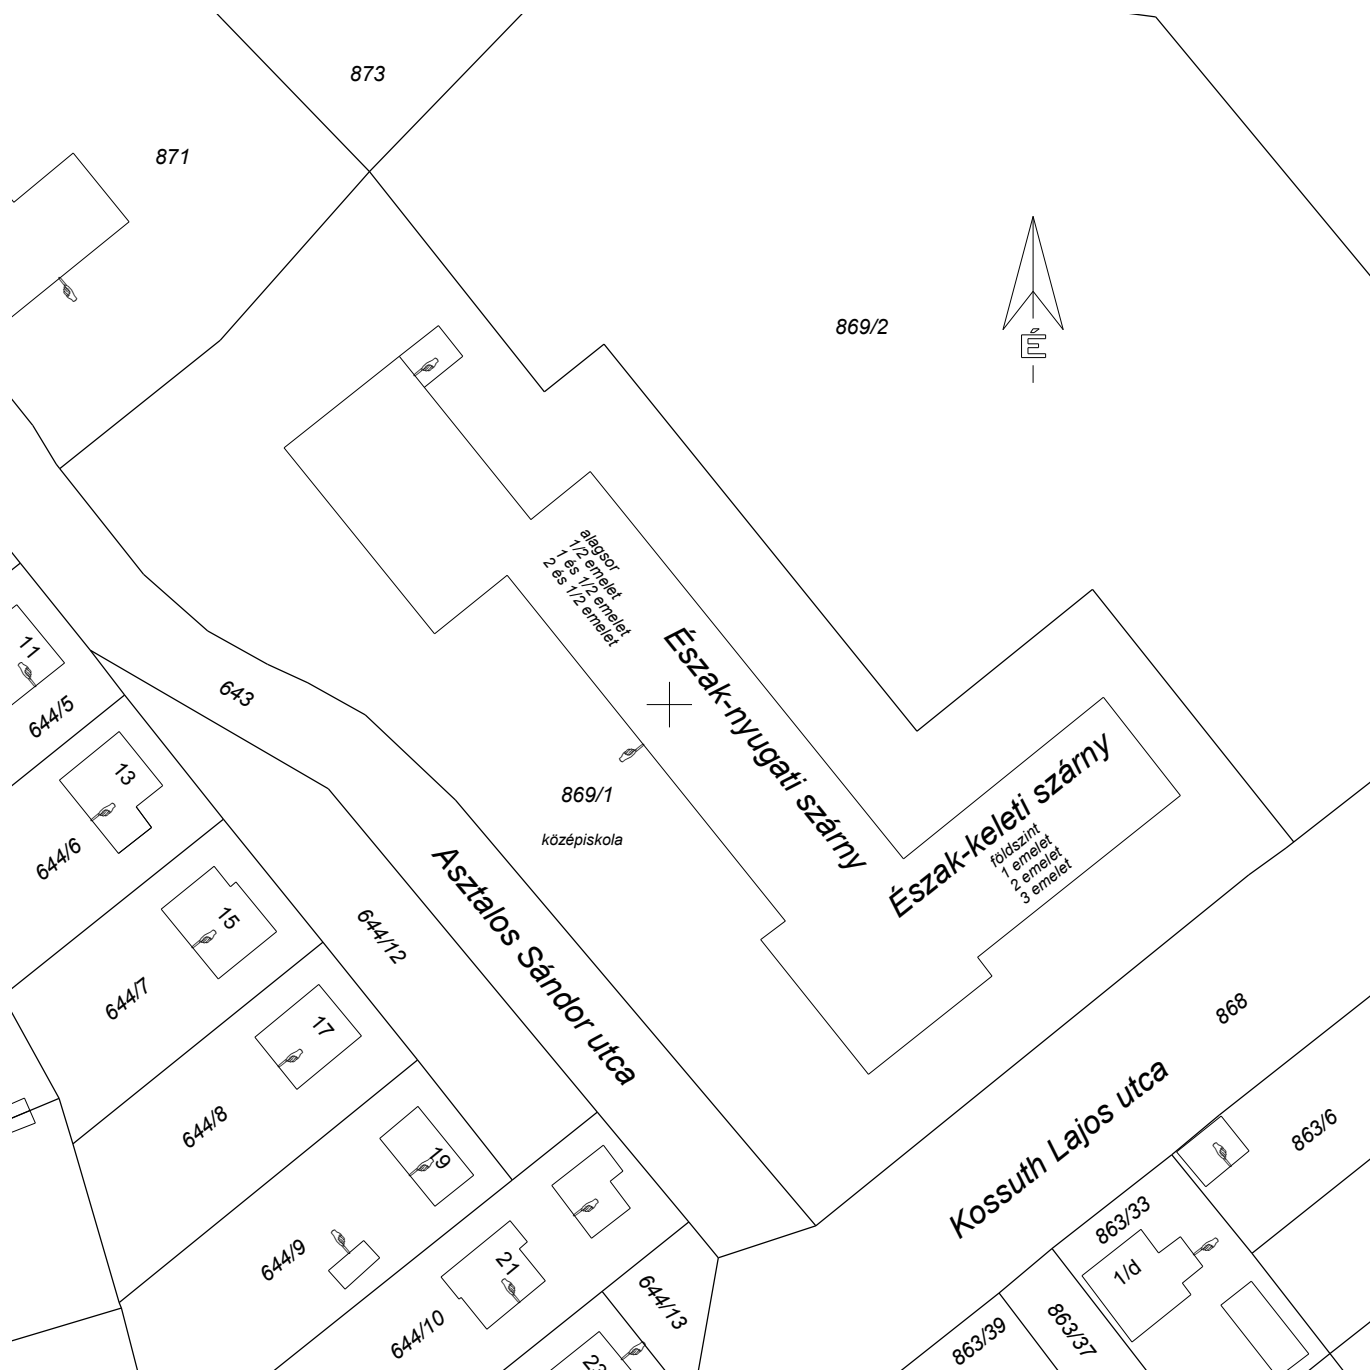 873
871
869/2
É
alagsor
1/2 emelet
1 és 1/2 emelet
2 és 1/2 emelet
Észak-nyugati szárny
11
644/5
643
13
644/6
869/1
középiskola
Észak-keleti szárny
földszint
1 emelet
2 emelet
3 emelet
Asztalos Sándor utca
15
644/7
644/12
17
644/8
868
Kossuth Lajos utca
19
863/6
644/9
21
863/33
1/d
644/10
644/13
863/39
863/37